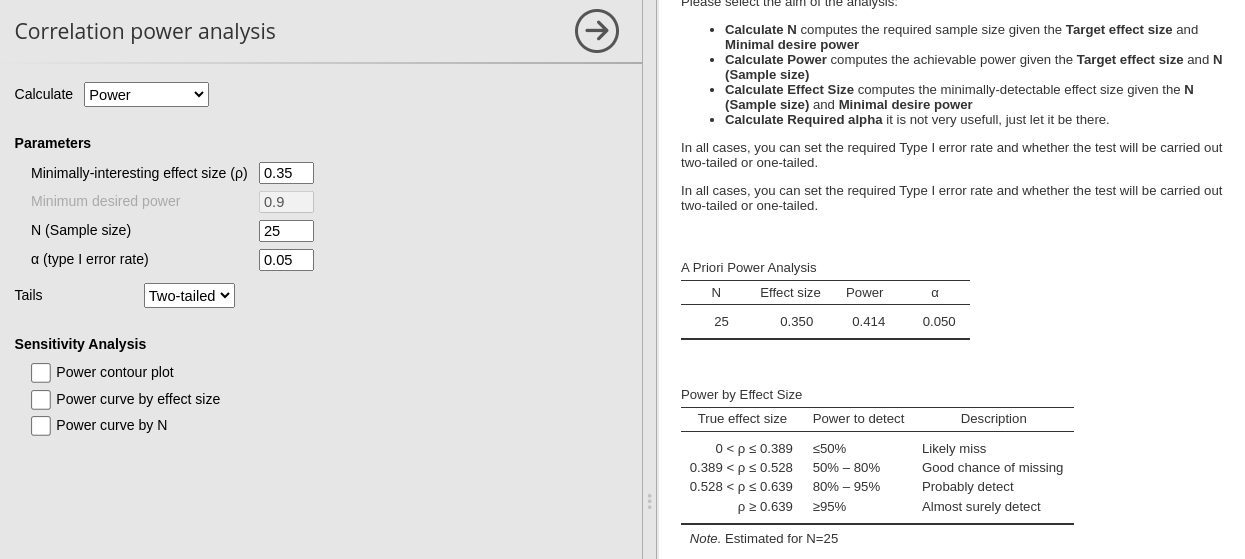 Correlation power analysis
Calculate Power
Parameters
Minimally-interesting effect size (ρ) 0.35
Minimum desired power 0.9
N (Sample size) 25
α (type I error rate) 0.05
Tails Two-tailed
Sensitivity Analysis
Power contour plot
Power curve by effect size
Power curve by N
Please select the aim of the analysis:
• Calculate N computes the required sample size given the Target effect size and
Minimal desire power
• Calculate Power computes the achievable power given the Target effect size and N
(Sample size)
• Calculate Effect Size computes the minimally-detectable effect size given the N
(Sample size) and Minimal desire power
• Calculate Required alpha it is not very usefull, just let it be there.
In all cases, you can set the required Type I error rate and whether the test will be carried out
two-tailed or one-tailed.
In all cases, you can set the required Type I error rate and whether the test will be carried out
two-tailed or one-tailed.
A Priori Power Analysis
N Effect size Power α
25 0.350 0.414 0.050
Power by Effect Size
True effect size Power to detect Description
0 < ρ ≤ 0.389 ≤50% Likely miss
0.389 < ρ ≤ 0.528 50% – 80% Good chance of missing
0.528 < ρ ≤ 0.639 80% – 95% Probably detect
ρ ≥ 0.639 ≥95% Almost surely detect
Note. Estimated for N=25